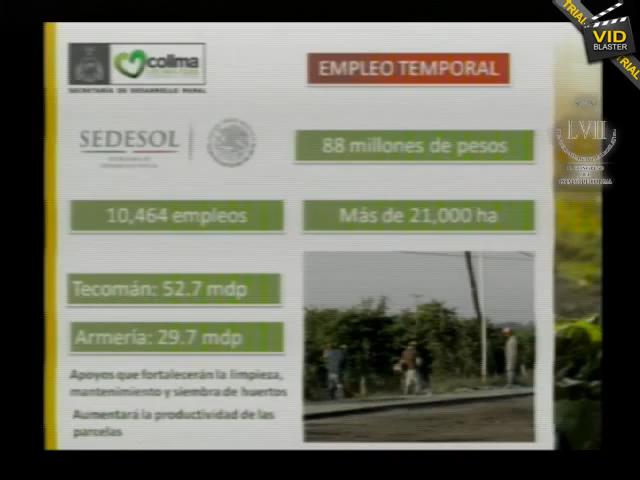 TRIAL
VID
BLASTER
TRIAL
colima
EMPLEO TEMPORAL
SECRETARÍA DE DESARROLLO RURAL
LVII
SEDESOL
88 millones de pesos
10,464 empleos
Más de 21,000 ha
Tecomán: 52.7 mdp
Armería: 29.7 mdp
Apoyos que fortalecerán la limpieza,
mantenimiento y siembra de huertos
Aumentará la productividad de las
parcelas